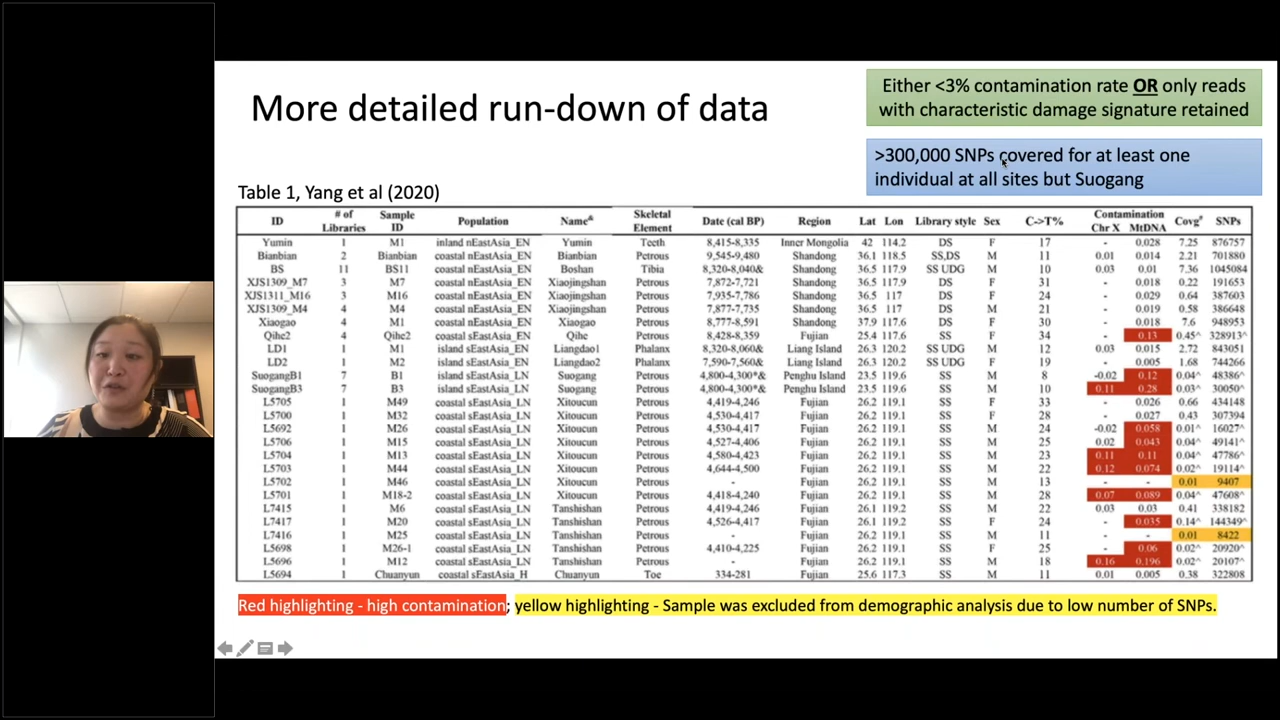 More detailed run-down of data
Either <3% contamination rate OR only reads
with characteristic damage signature retained
>300,000 SNPs covered for at least one
individual at all sites but Suogang
Table 1, Yang et al (2020)
ID # of Libraries Sample ID Population Name& Skeletal Element Date (cal BP) Region Lat Lon Library style Sex C->T% Contamination Chr X MtDNA Covg# SNPs
Yumin 1 M1 inland nEastAsia_EN Yumin Teeth 8,415-8,335 Inner Mongolia 42 114.2 DS F 17 - 0.028 7.25 876757
Bianbian 2 Bianbian coastal nEastAsia_EN Bianbian Petrous 9,545-9,480 Shandong 36.1 118.5 SS,DS M 11 0.01 0.014 2.21 701880
BS 11 BS11 coastal nEastAsia_EN Boshan Tibia 8,320-8,040& Shandong 36.5 117.9 SS UDG M 10 0.03 0.01 7.36 1045084
XJS1309_M7 3 M7 coastal nEastAsia_EN Xiaojingshan Petrous 7,872-7,721 Shandong 36.5 117.9 DS F 31 - 0.018 0.22 191653
XJS1311_M16 3 M16 coastal nEastAsia_EN Xiaojingshan Petrous 7,935-7,786 Shandong 36.5 117 DS F 24 - 0.029 0.64 387603
XJS1309_M4 3 M4 coastal nEastAsia_EN Xiaojingshan Petrous 7,877-7,735 Shandong 36.5 117 DS M 21 - 0.019 0.58 386648
Xiaogao 4 M1 coastal nEastAsia_EN Xiaogao Petrous 8,777-8,591 Shandong 37.9 117.6 DS F 30 - 0.018 7.6 948953
Qihe2 4 Qihe2 coastal sEastAsia_EN Qihe Petrous 8,428-8,359 Fujian 25.4 117.6 SS F 34 - 0.13 0.45^ 328913^
LD1 1 M1 island sEastAsia_EN Liangdao1 Phalanx 8,320-8,060& Liang Island 26.3 120.2 SS UDG M 12 0.03 0.015 2.72 843051
LD2 1 M2 island sEastAsia_EN Liangdao2 Phalanx 7,590-7,560& Liang Island 26.3 120.2 SS UDG F 19 - 0.005 1.68 744266
SuogangB1 7 B1 island sEastAsia_LN Suogang Petrous 4,800-4,300*& Penghu Island 23.5 119.6 SS M 8 -0.02 0.12 0.04^ 48386^
SuogangB3 7 B3 island sEastAsia_LN Suogang Petrous 4,800-4,300*& Penghu Island 23.5 119.6 SS M 10 0.11 0.28 0.03^ 30050^
L5705 1 M49 coastal sEastAsia_LN Xitoucun Petrous 4,419-4,246 Fujian 26.2 119.1 SS F 33 - 0.026 0.66 434148
L5700 1 M32 coastal sEastAsia_LN Xitoucun Petrous 4,530-4,417 Fujian 26.2 119.1 SS F 28 - 0.027 0.43 307394
L5692 1 M26 coastal sEastAsia_LN Xitoucun Petrous 4,530-4,417 Fujian 26.2 119.1 SS M 24 -0.02 0.058 0.01^ 16027^
L5706 1 M15 coastal sEastAsia_LN Xitoucun Petrous 4,527-4,406 Fujian 26.2 119.1 SS M 25 0.02 0.043 0.04^ 49141^
L5704 1 M13 coastal sEastAsia_LN Xitoucun Petrous 4,580-4,423 Fujian 26.2 119.1 SS M 23 0.11 0.11 0.04^ 47786^
L5703 1 M44 coastal sEastAsia_LN Xitoucun Petrous 4,644-4,500 Fujian 26.2 119.1 SS M 22 0.12 0.074 0.02^ 19114^
L5702 1 M46 coastal sEastAsia_LN Xitoucun Petrous - Fujian 26.2 119.1 SS M 13 - - 0.01 9407
L5701 1 M18-2 coastal sEastAsia_LN Xitoucun Petrous 4,418-4,240 Fujian 26.2 119.1 SS M 28 0.07 0.089 0.04^ 47608^
L7415 1 M6 coastal sEastAsia_LN Tanshishan Petrous 4,419-4,246 Fujian 26.1 119.2 SS M 22 0.03 0.03 0.41 338182
L7417 1 M20 coastal sEastAsia_LN Tanshishan Petrous 4,526-4,417 Fujian 26.1 119.2 SS F 24 - 0.035 0.14^ 144349^
L7416 1 M25 coastal sEastAsia_LN Tanshishan Petrous - Fujian 26.2 119.1 SS M 11 - - 0.01 8422
L5698 1 M26-1 coastal sEastAsia_LN Tanshishan Petrous 4,410-4,225 Fujian 26.2 119.1 SS F 25 - 0.06 0.02^ 20920^
L5696 1 M12 coastal sEastAsia_LN Tanshishan Petrous - Fujian 26.2 119.1 SS M 18 0.16 0.196 0.02^ 20107^
L5694 1 Chuanyun coastal sEastAsia_H Chuanyun Toe 334-281 Fujian 25.6 117.3 SS M 11 0.01 0.005 0.38 322808
Red highlighting - high contamination; yellow highlighting - Sample was excluded from demographic analysis due to low number of SNPs.